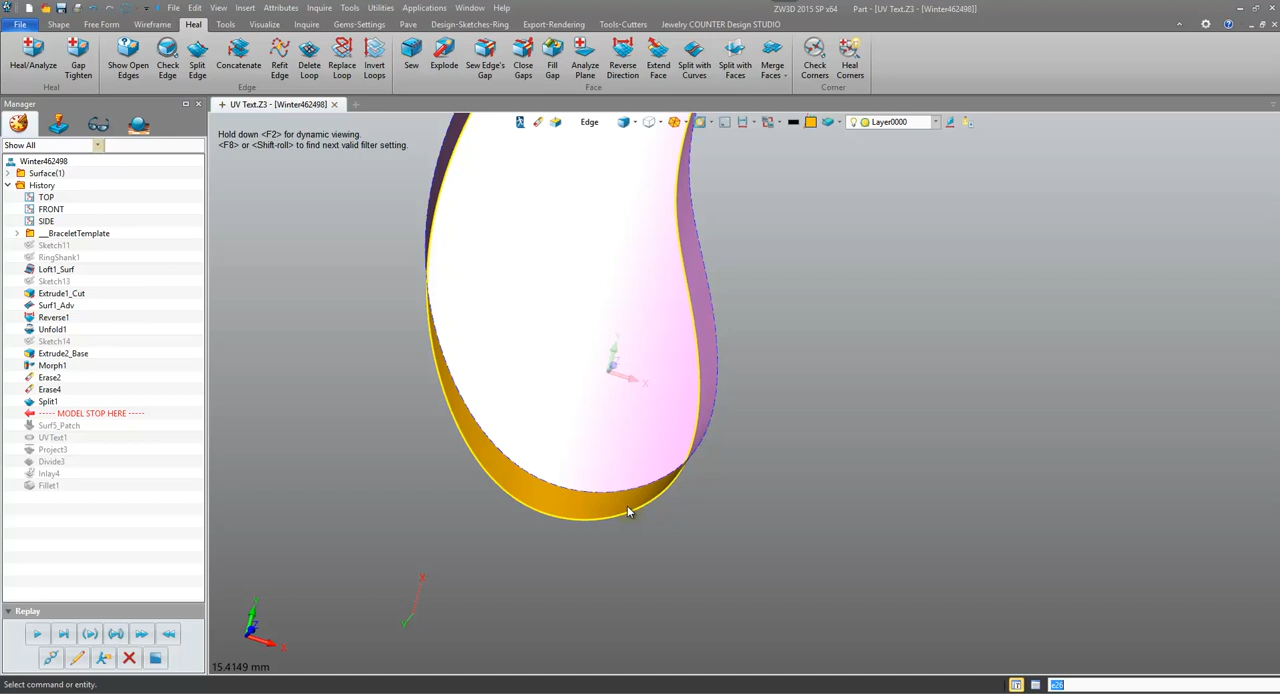 File Edit View Insert Attributes Inquire Tools Utilities Applications Window Help
ZW3D 2015 SP x64
Part - [UV Text.Z3 - [Winter462498]]
File Shape Free Form Wireframe Heal Tools Visualize Inquire Gems-Settings Pave Design-Sketches-Ring Export-Rendering Tools-Cutters Jewelry COUNTER Design STUDIO
Heal/Analyze Gap Tighten Show Open Edges Check Edge Split Edge Concatenate Refit Edge Delete Loop Replace Loop Invert Loops Sew Explode Sew Edge's Gap Close Gaps Fill Gap Analyze Plane Reverse Direction Extend Face Split with Curves Split with Faces Merge Faces Check Corners Heal Corners
Heal Edge Face Corner
Manager
UV Text.Z3 - [Winter462498]
Show All
Hold down <F2> for dynamic viewing.
<F8> or <Shift-roll> to find next valid filter setting.
Edge
Layer0000
Winter462498
Surface(1)
History
TOP
FRONT
SIDE
__BraceletTemplate
Sketch11
RingShank1
Loft1_Surf
Sketch13
Extrude1_Cut
Surf1_Adv
Reverse1
Unfold1
Sketch14
Extrude2_Base
Morph1
Erase2
Erase4
Split1
----- MODEL STOP HERE -----
Surf5_Patch
UVText1
Project3
Divide3
Inlay4
Fillet1
Replay
X
X
X
15.4149 mm
Select command or entity.
e26